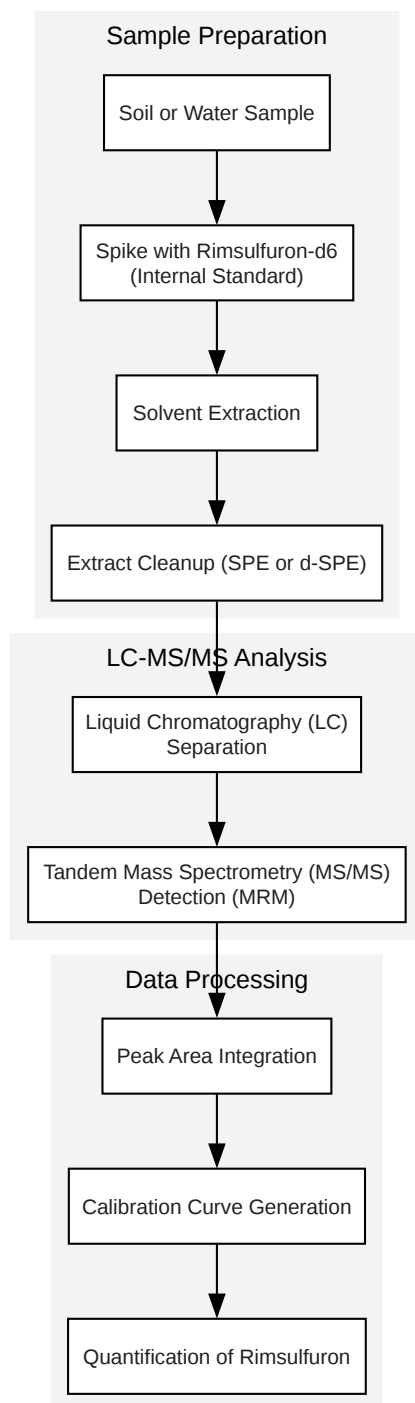 Sample Preparation
Soil or Water Sample
Spike with Rimsulfuron-d6
(Internal Standard)
Solvent Extraction
Extract Cleanup (SPE or d-SPE)
LC-MS/MS Analysis
Liquid Chromatography (LC)
Separation
Tandem Mass Spectrometry (MS/MS)
Detection (MRM)
Data Processing
Peak Area Integration
Calibration Curve Generation
Quantification of Rimsulfuron